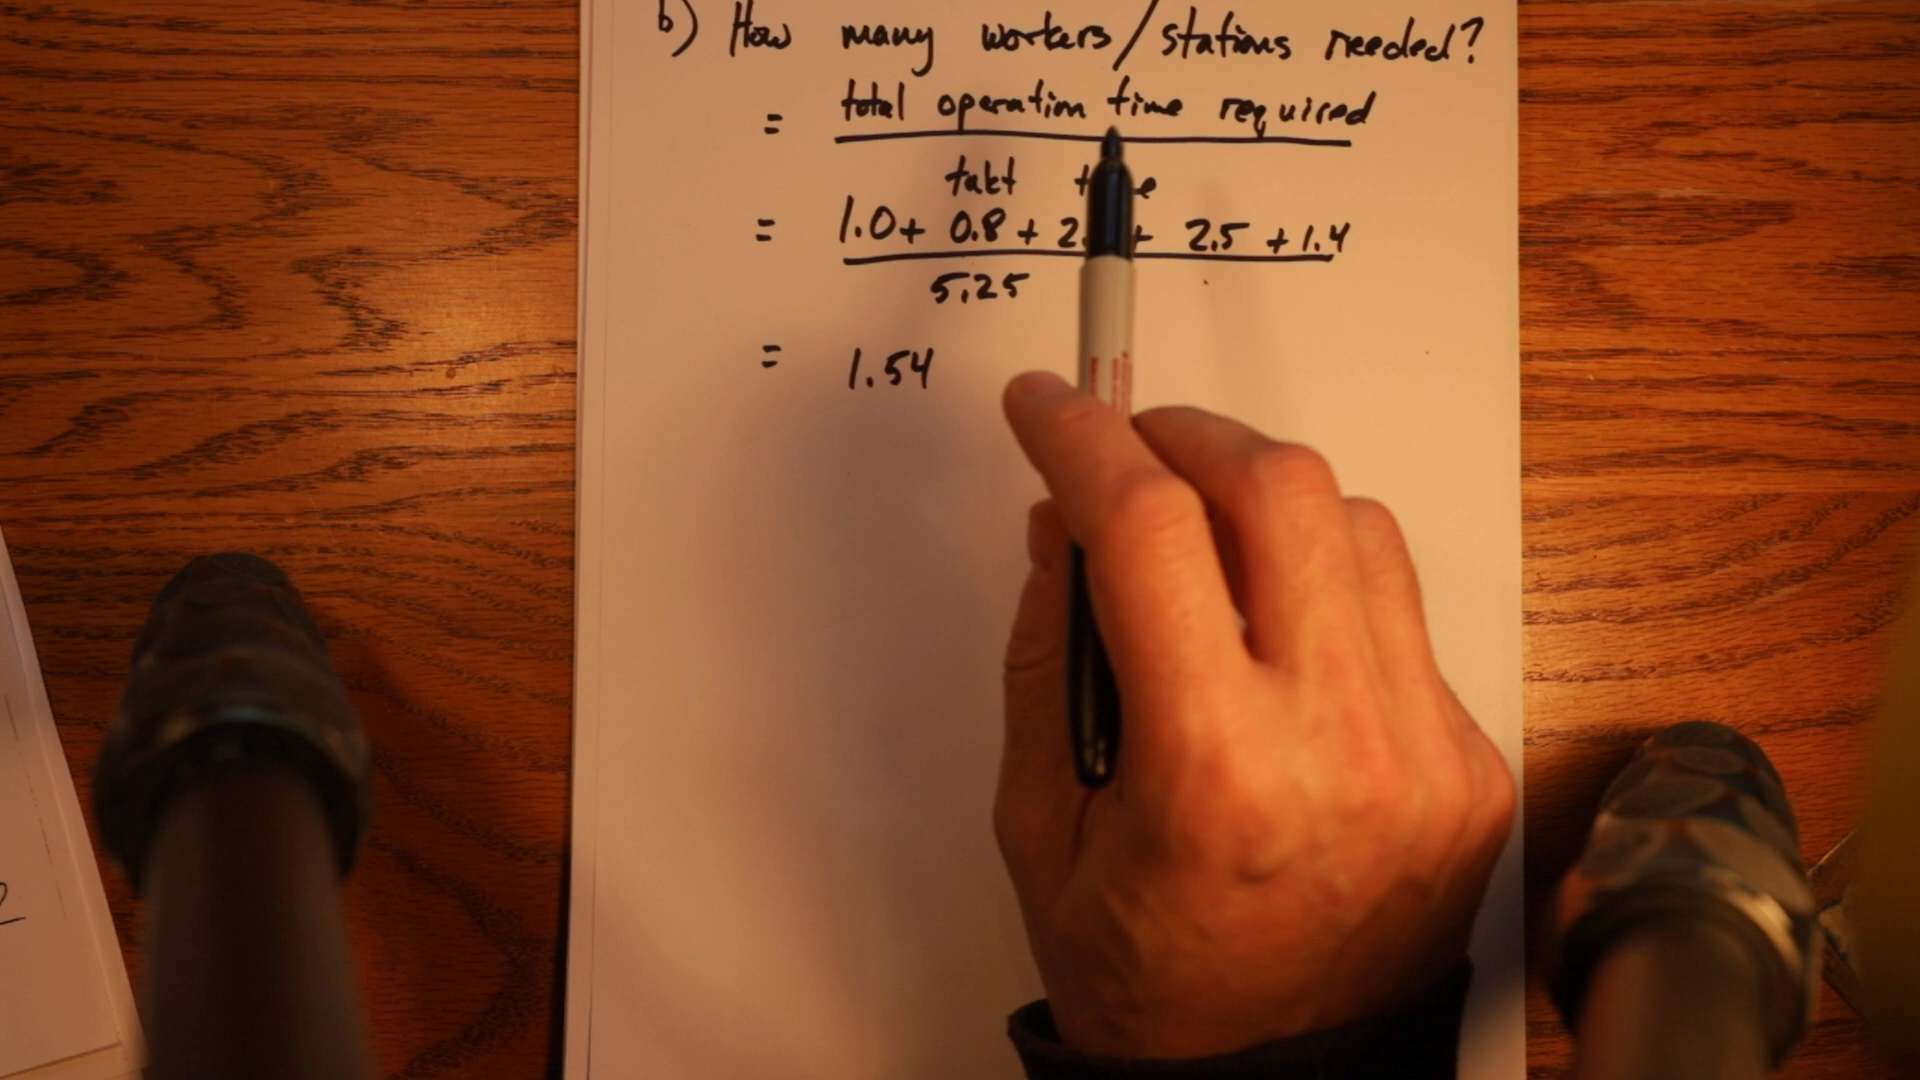 b) How many workers/stations needed?
= total operation time required
takt
= 1.0 + 0.8 + 2. + 2.5 + 1.4
5.25
= 1.54
2